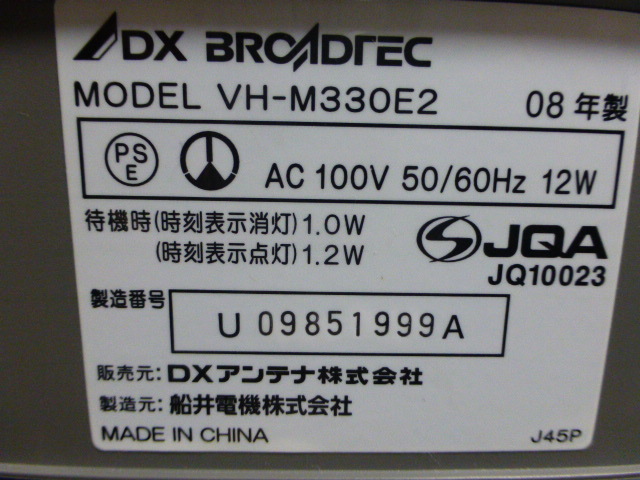 DX BROADTEC
MODEL VH-M330E2 08年製
PS E AC 100V 50/60Hz 12W
待機時(時刻表示消灯)1.0W
(時刻表示点灯)1.2W
JQA
JQ10023
製造番号 U 09851999A
販売元:DXアンテナ株式会社
製造元:船井電機株式会社
MADE IN CHINA J45P